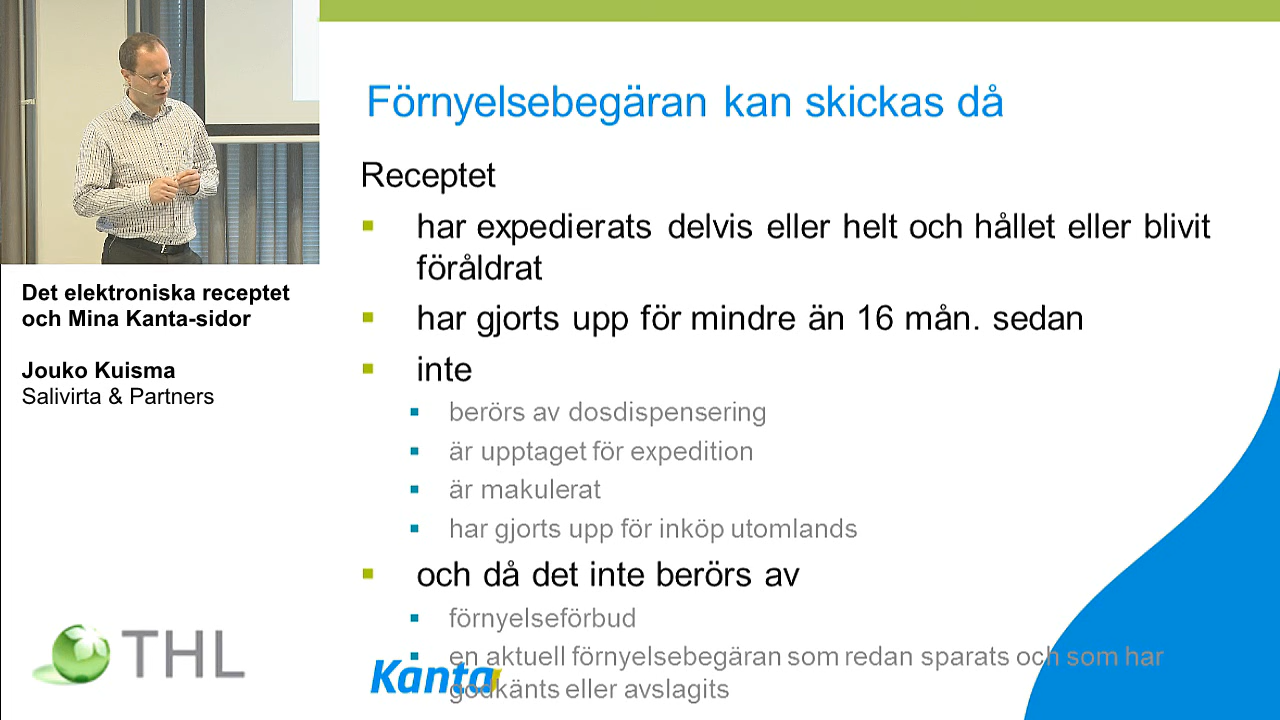 Förnyelsebegäran kan skickas då
Receptet
har expedierats delvis eller helt och hållet eller blivit
föråldrat
har gjorts upp för mindre än 16 mån. sedan
inte
berörs av dosdispensering
är upptaget för expedition
är makulerat
har gjorts upp för inköp utomlands
och då det inte berörs av
förnyelseförbud
en aktuell förnyelsebegäran som redan sparats och som har
godkänts eller avslagits
Det elektroniska receptet
och Mina Kanta-sidor
Jouko Kuisma
Salivirta & Partners
THL
Kanta